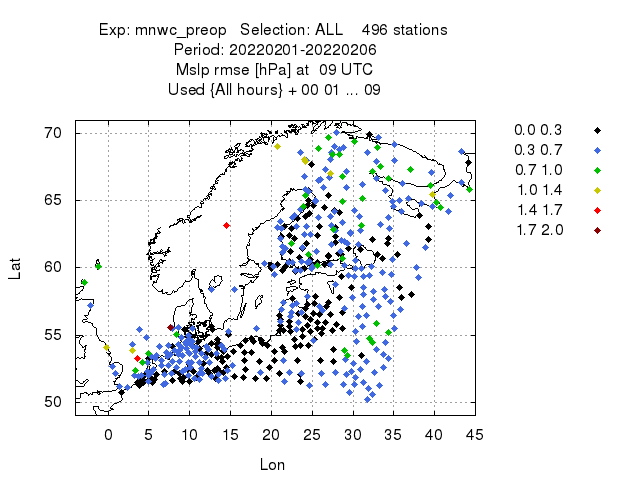 Exp: mnwc_preop Selection: ALL 496 stations
Period: 20220201-20220206
Mslp rmse [hPa] at 09 UTC
Used {All hours} + 00 01 ... 09
70
65
60
55
50
Lat
0 5 10 15 20 25 30 35 40 45
Lon
0.0 0.3
0.3 0.7
0.7 1.0
1.0 1.4
1.4 1.7
1.7 2.0